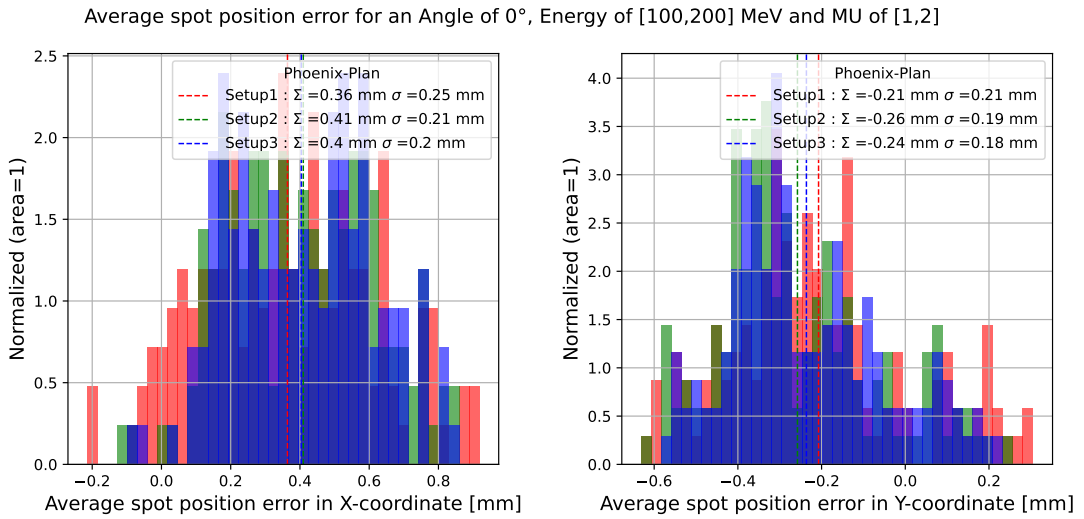 Average spot position error for an Angle of 0°, Energy of [100,200] MeV and MU of [1,2]
Normalized (area=1)
2.5
2.0
1.5
1.0
0.5
0.0
Phoenix-Plan
Setup1 : Σ =0.36 mm σ =0.25 mm
Setup2 : Σ =0.41 mm σ =0.21 mm
Setup3 : Σ =0.4 mm σ =0.2 mm
−0.2 0.0 0.2 0.4 0.6 0.8
Average spot position error in X-coordinate [mm]
Normalized (area=1)
4.0
3.5
3.0
2.5
2.0
1.5
1.0
0.5
0.0
Phoenix-Plan
Setup1 : Σ =-0.21 mm σ =0.21 mm
Setup2 : Σ =-0.26 mm σ =0.19 mm
Setup3 : Σ =-0.24 mm σ =0.18 mm
−0.6 −0.4 −0.2 0.0 0.2
Average spot position error in Y-coordinate [mm]